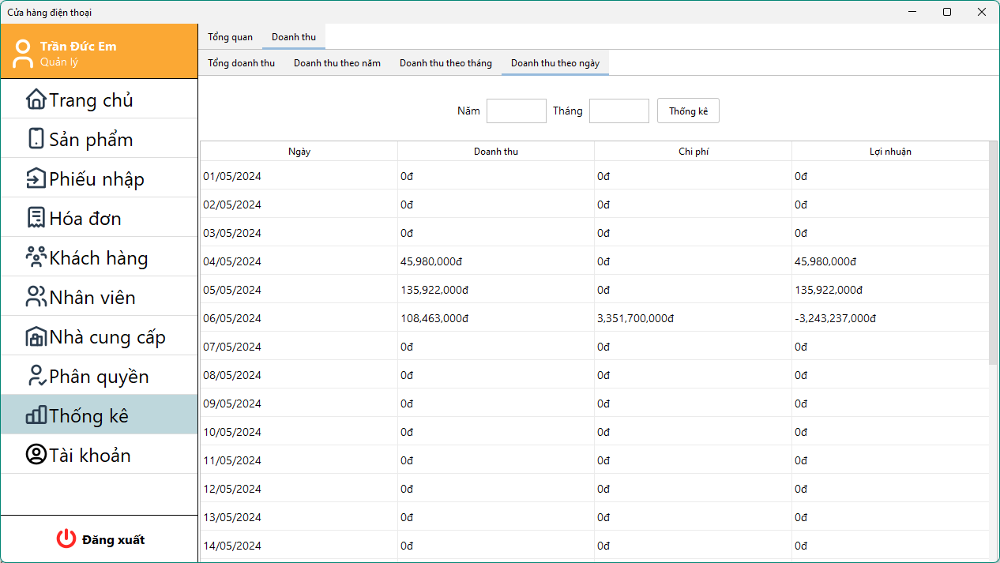 Cửa hàng điện thoại
Trần Đức Em
Quản lý
Trang chủ
Sản phẩm
Phiếu nhập
Hóa đơn
Khách hàng
Nhân viên
Nhà cung cấp
Phân quyền
Thống kê
Tài khoản
Đăng xuất
Tổng quan Doanh thu
Tổng doanh thu Doanh thu theo năm Doanh thu theo tháng Doanh thu theo ngày
Năm Tháng Thống kê
Ngày Doanh thu Chi phí Lợi nhuận
01/05/2024 0đ 0đ 0đ
02/05/2024 0đ 0đ 0đ
03/05/2024 0đ 0đ 0đ
04/05/2024 45,980,000đ 0đ 45,980,000đ
05/05/2024 135,922,000đ 0đ 135,922,000đ
06/05/2024 108,463,000đ 3,351,700,000đ -3,243,237,000đ
07/05/2024 0đ 0đ 0đ
08/05/2024 0đ 0đ 0đ
09/05/2024 0đ 0đ 0đ
10/05/2024 0đ 0đ 0đ
11/05/2024 0đ 0đ 0đ
12/05/2024 0đ 0đ 0đ
13/05/2024 0đ 0đ 0đ
14/05/2024 0đ 0đ 0đ